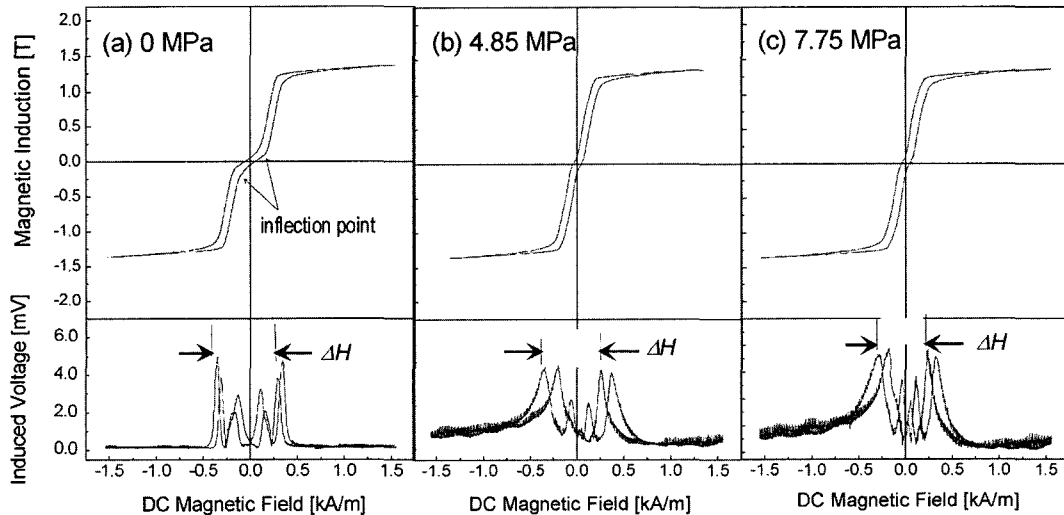 Magnetic Induction [T]
2.0
1.5
1.0
0.5
0.0
-0.5
-1.0
-1.5
-2.0
(a) 0 MPa
inflection point
(b) 4.85 MPa
(c) 7.75 MPa
Induced Voltage [mV]
6.0
4.0
2.0
0.0
ΔH
ΔH
ΔH
-1.5 -1.0 -0.5 0.0 0.5 1.0 1.5
-1.5 -1.0 -0.5 0.0 0.5 1.0 1.5
-1.5 -1.0 -0.5 0.0 0.5 1.0 1.5
DC Magnetic Field [kA/m]
DC Magnetic Field [kA/m]
DC Magnetic Field [kA/m]